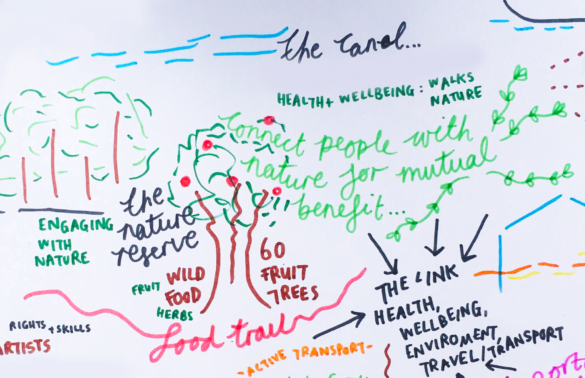 the canal...
HEALTH + WELLBEING : WALKS
NATURE
Connect people with
nature for mutual
benefit...
the
nature
reserve
ENGAGING
WITH
NATURE
WILD
FOOD
FRUIT
HERBS
60
FRUIT
TREES
food trail
RIGHTS + SKILLS
ARTISTS
THE LINK
HEALTH,
WELLBEING,
ENVIROMENT,
TRAVEL/TRANSPORT
-ACTIVE TRANSPORT-